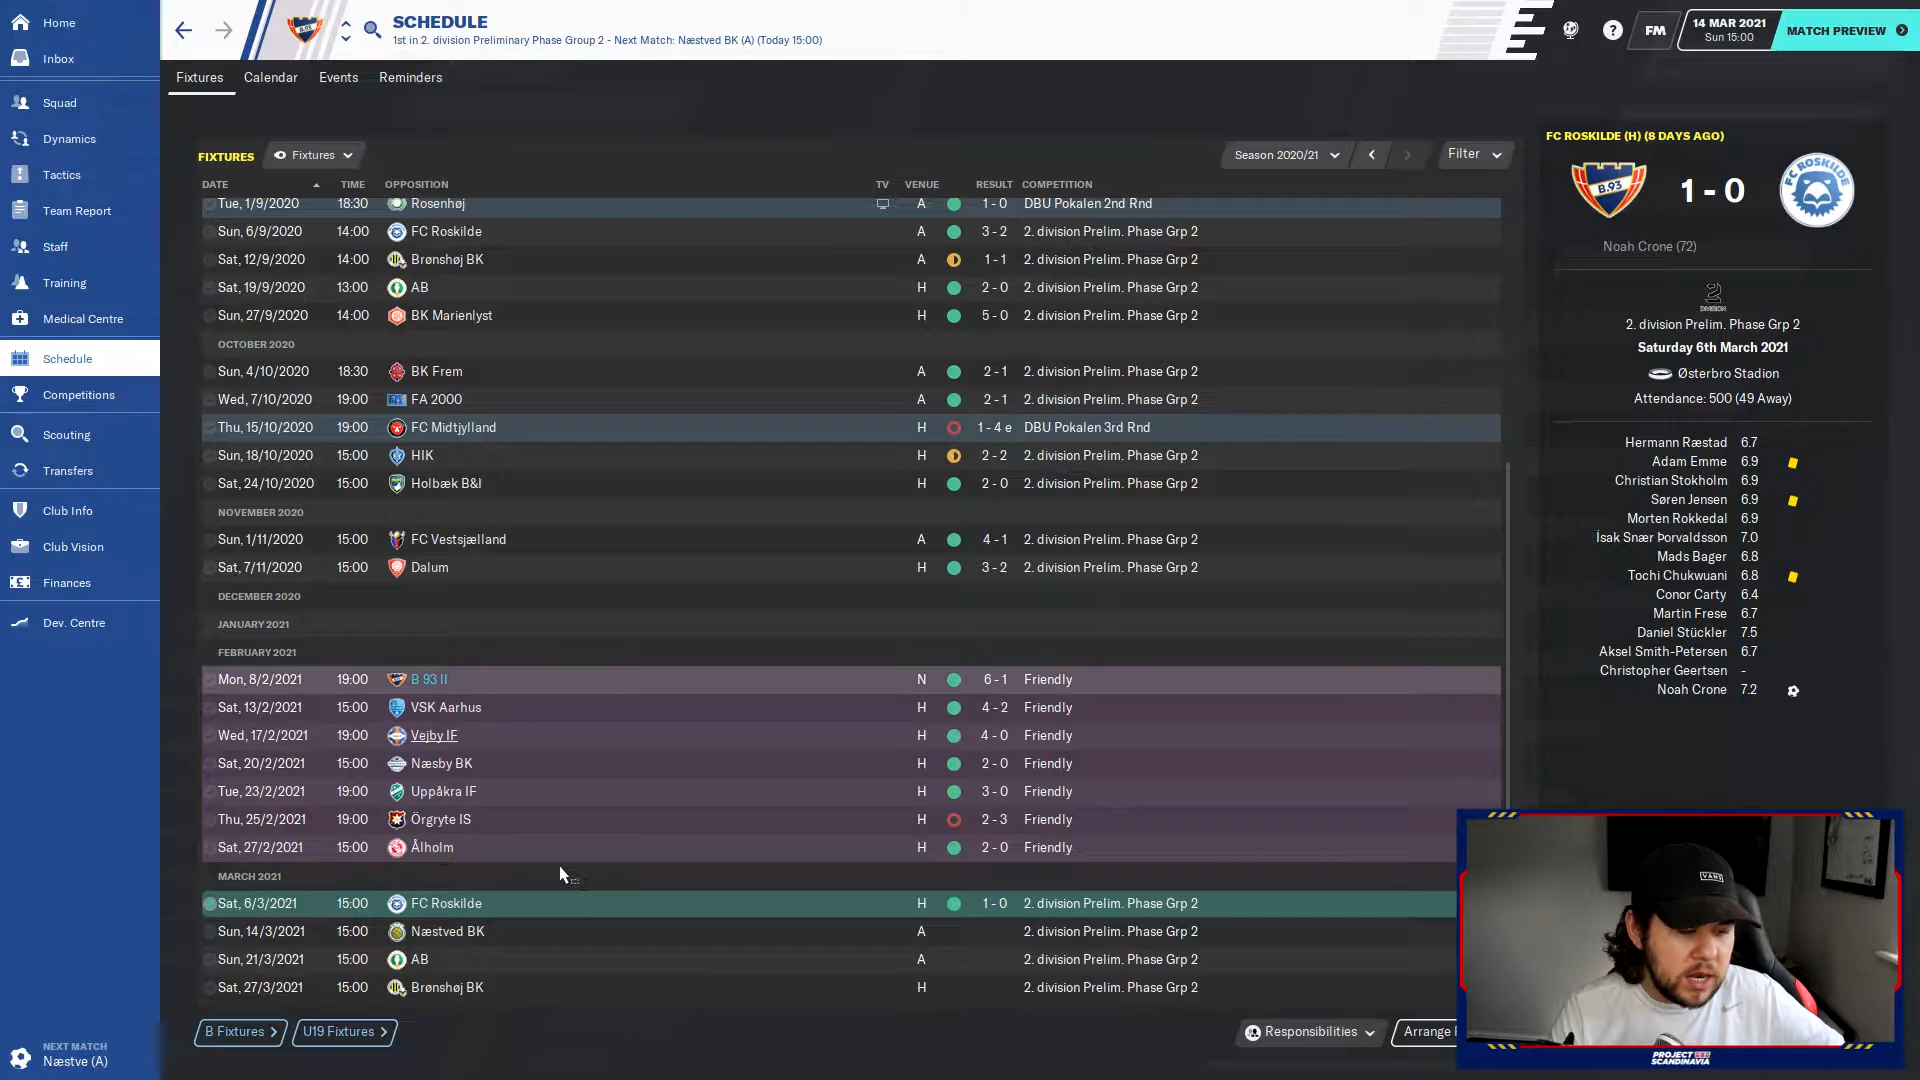 Home
Inbox
Squad
Dynamics
Tactics
Team Report
Staff
Training
Medical Centre
Schedule
Competitions
Scouting
Transfers
Club Info
Club Vision
Finances
Dev. Centre
NEXT MATCH
Næstve (A)
B.93
SCHEDULE
1st in 2. division Preliminary Phase Group 2 - Next Match: Næstved BK (A) (Today 15:00)
?
FM
14 MAR 2021
Sun 15:00
MATCH PREVIEW
Fixtures Calendar Events Reminders
FIXTURES Fixtures Season 2020/21 Filter
DATE TIME OPPOSITION TV VENUE RESULT COMPETITION
Tue, 1/9/2020 18:30 Rosenhøj A 1 - 0 DBU Pokalen 2nd Rnd
Sun, 6/9/2020 14:00 FC Roskilde A 3 - 2 2. division Prelim. Phase Grp 2
Sat, 12/9/2020 14:00 Brønshøj BK A 1 - 1 2. division Prelim. Phase Grp 2
Sat, 19/9/2020 13:00 AB H 2 - 0 2. division Prelim. Phase Grp 2
Sun, 27/9/2020 14:00 BK Marienlyst H 5 - 0 2. division Prelim. Phase Grp 2
OCTOBER 2020
Sun, 4/10/2020 18:30 BK Frem A 2 - 1 2. division Prelim. Phase Grp 2
Wed, 7/10/2020 19:00 FA 2000 A 2 - 1 2. division Prelim. Phase Grp 2
Thu, 15/10/2020 19:00 FC Midtjylland H 1 - 4 e DBU Pokalen 3rd Rnd
Sun, 18/10/2020 15:00 HIK H 2 - 2 2. division Prelim. Phase Grp 2
Sat, 24/10/2020 15:00 Holbæk B&I H 2 - 0 2. division Prelim. Phase Grp 2
NOVEMBER 2020
Sun, 1/11/2020 15:00 FC Vestsjælland A 4 - 1 2. division Prelim. Phase Grp 2
Sat, 7/11/2020 15:00 Dalum H 3 - 2 2. division Prelim. Phase Grp 2
DECEMBER 2020
JANUARY 2021
FEBRUARY 2021
Mon, 8/2/2021 19:00 B 93 II N 6 - 1 Friendly
Sat, 13/2/2021 15:00 VSK Aarhus H 4 - 2 Friendly
Wed, 17/2/2021 19:00 Vejby IF H 4 - 0 Friendly
Sat, 20/2/2021 15:00 Næsby BK H 2 - 0 Friendly
Tue, 23/2/2021 19:00 Uppåkra IF H 3 - 0 Friendly
Thu, 25/2/2021 19:00 Örgryte IS H 2 - 3 Friendly
Sat, 27/2/2021 15:00 Ålholm H 2 - 0 Friendly
MARCH 2021
Sat, 6/3/2021 15:00 FC Roskilde H 1 - 0 2. division Prelim. Phase Grp 2
Sun, 14/3/2021 15:00 Næstved BK A 2. division Prelim. Phase Grp 2
Sun, 21/3/2021 15:00 AB A 2. division Prelim. Phase Grp 2
Sat, 27/3/2021 15:00 Brønshøj BK H 2. division Prelim. Phase Grp 2
B Fixtures U19 Fixtures Responsibilities Arrange
FC ROSKILDE (H) (8 DAYS AGO)
B.93 1 - 0 FC ROSKILDE
Noah Crone (72)
2
DIVISION
2. division Prelim. Phase Grp 2
Saturday 6th March 2021
Østerbro Stadion
Attendance: 500 (49 Away)
Hermann Ræstad 6.7
Adam Emme 6.9
Christian Stokholm 6.9
Søren Jensen 6.9
Morten Rokkedal 6.9
Ísak Snær Þorvaldsson 7.0
Mads Bager 6.8
Tochi Chukwuani 6.8
Conor Carty 6.4
Martin Frese 6.7
Daniel Stückler 7.5
Aksel Smith-Petersen 6.7
Christopher Geertsen -
Noah Crone 7.2
VANS
PROJECT
SCANDINAVIA